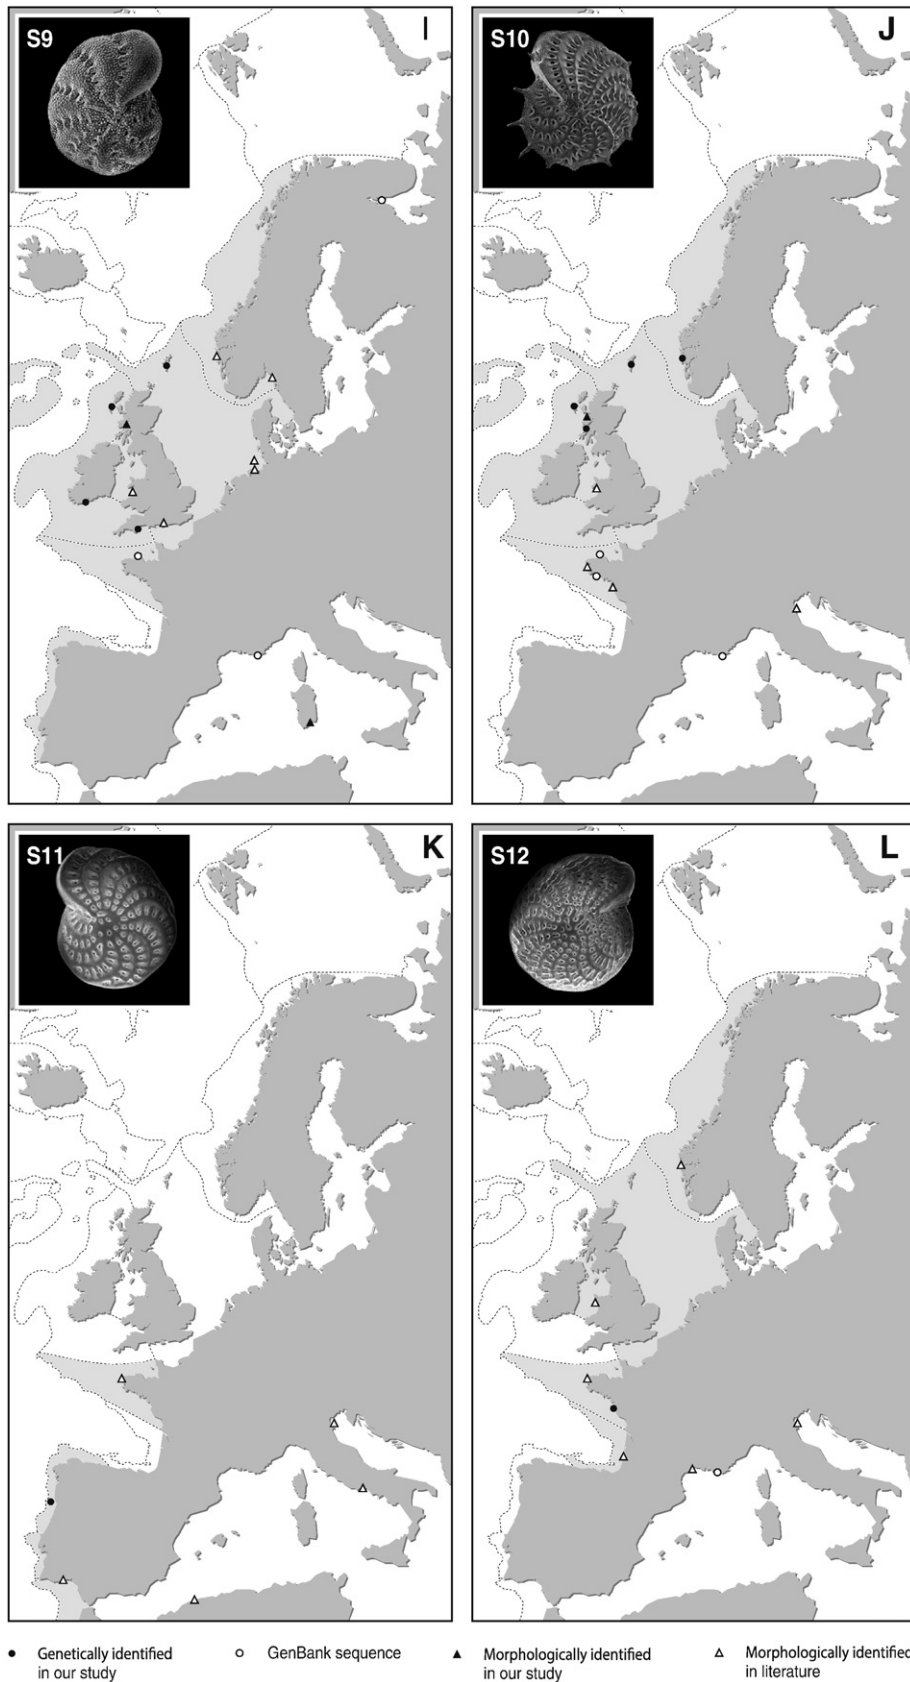 S9
I
S10
J
S11
K
S12
L
Genetically identified
in our study
GenBank sequence
Morphologically identified
in our study
Morphologically identified
in literature